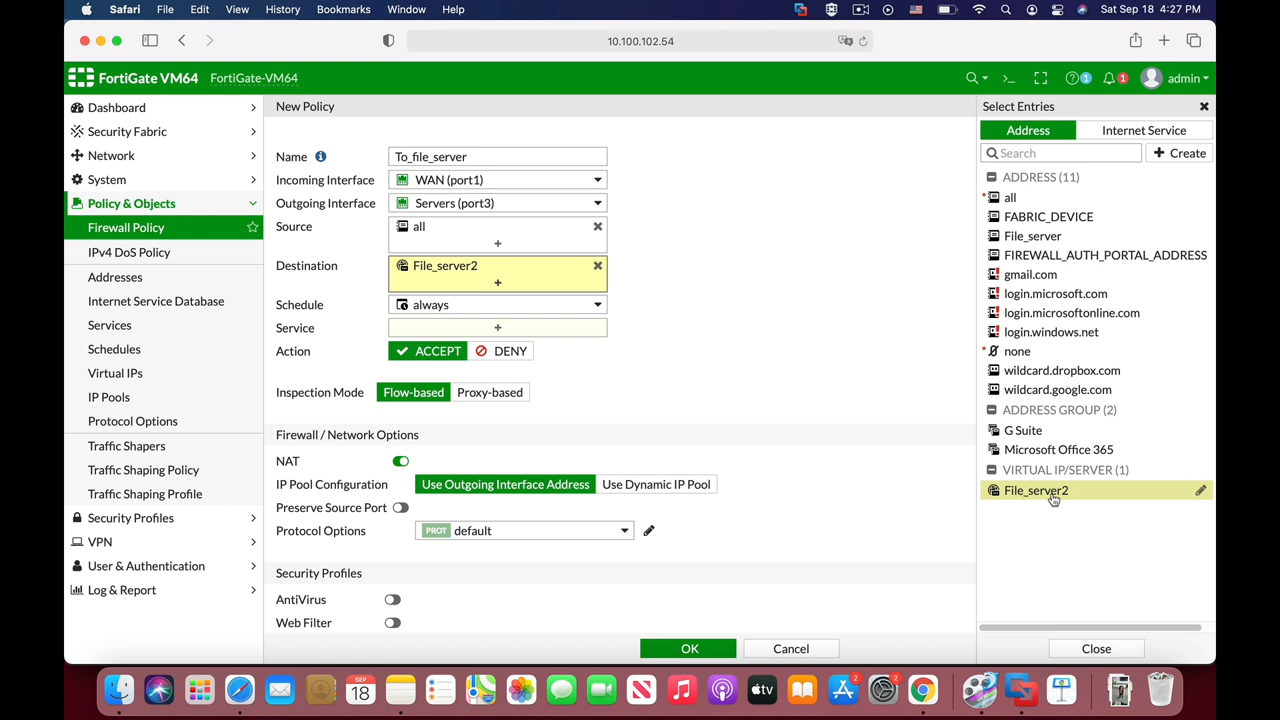 Safari File Edit View History Bookmarks Window Help Sat Sep 18 4:27 PM
10.100.102.54
FortiGate VM64 FortiGate-VM64 >_ 1 1 admin
Dashboard
Security Fabric
Network
System
Policy & Objects
Firewall Policy
IPv4 DoS Policy
Addresses
Internet Service Database
Services
Schedules
Virtual IPs
IP Pools
Protocol Options
Traffic Shapers
Traffic Shaping Policy
Traffic Shaping Profile
Security Profiles
VPN
User & Authentication
Log & Report
New Policy
Name To_file_server
Incoming Interface WAN (port1)
Outgoing Interface Servers (port3)
Source all
+
Destination File_server2
+
Schedule always
Service +
Action ACCEPT DENY
Inspection Mode Flow-based Proxy-based
Firewall / Network Options
NAT
IP Pool Configuration Use Outgoing Interface Address Use Dynamic IP Pool
Preserve Source Port
Protocol Options PROT default
Security Profiles
AntiVirus
Web Filter
OK Cancel
Select Entries
Address Internet Service
Search + Create
ADDRESS (11)
all
FABRIC_DEVICE
File_server
FIREWALL_AUTH_PORTAL_ADDRESS
gmail.com
login.microsoft.com
login.microsoftonline.com
login.windows.net
none
wildcard.dropbox.com
wildcard.google.com
ADDRESS GROUP (2)
G Suite
Microsoft Office 365
VIRTUAL IP/SERVER (1)
File_server2
Close
SEP
18
tv
2
2